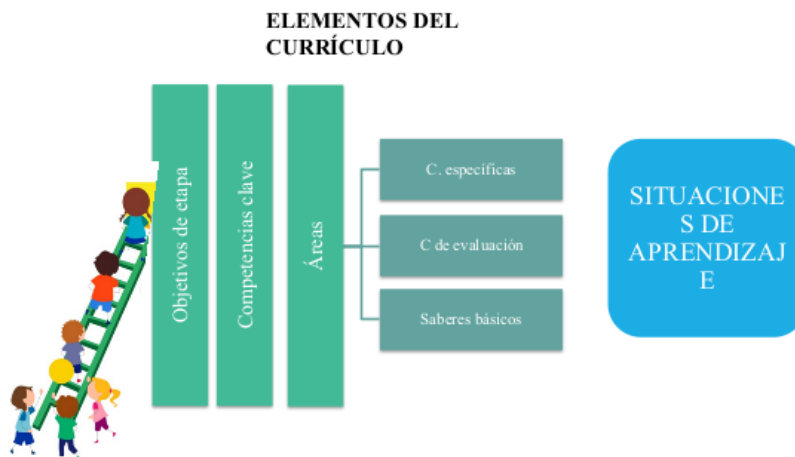 ELEMENTOS DEL
CURRÍCULO
Objetivos de etapa
Competencias clave
Áreas
C. específicas
C de evaluación
Saberes básicos
SITUACIONE
S DE
APRENDIZAJ
E